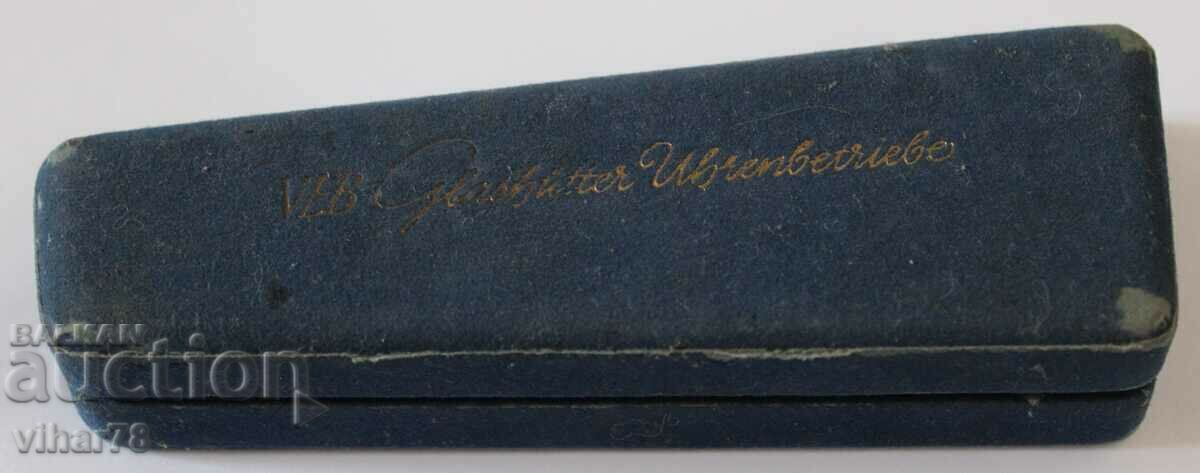 VEB Glashütter Uhrenbetriebe
BALKAN
auction
vihar78